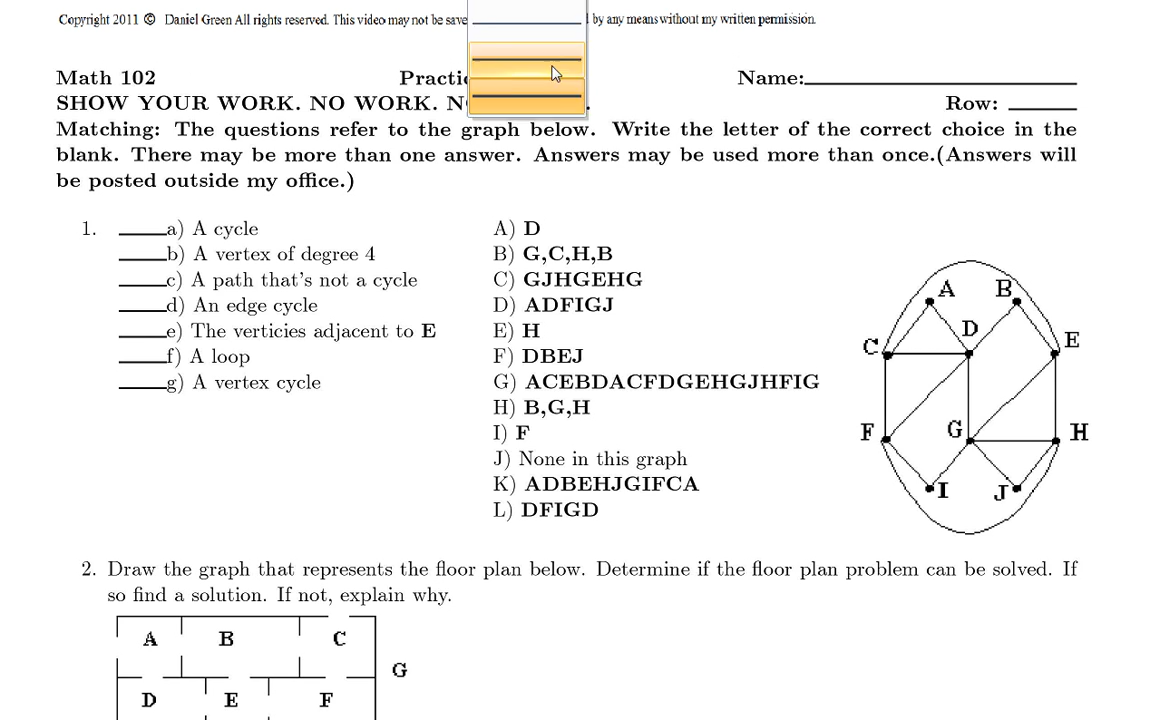 Copyright 2011 © Daniel Green All rights reserved. This video may not be save by any means without my written permission.
Math 102 Name:
SHOW YOUR WORK. NO WORK.
Row:
Matching: The questions refer to the graph below. Write the letter of the correct choice in the
blank. There may be more than one answer. Answers may be used more than once.(Answers will
be posted outside my office.)
1. a) A cycle
b) A vertex of degree 4
c) A path that's not a cycle
d) An edge cycle
e) The verticies adjacent to E
f) A loop
g) A vertex cycle
A) D
B) G,C,H,B
C) GJHGEHG
D) ADFIGJ
E) H
F) DBEJ
G) ACEBDACFDGEHGJHFIG
H) B,G,H
I) F
J) None in this graph
K) ADBEHJGIFCA
L) DFIGD
A B
D
C E
F G H
I J
2. Draw the graph that represents the floor plan below. Determine if the floor plan problem can be solved. If
so find a solution. If not, explain why.
A B C
G
D E F